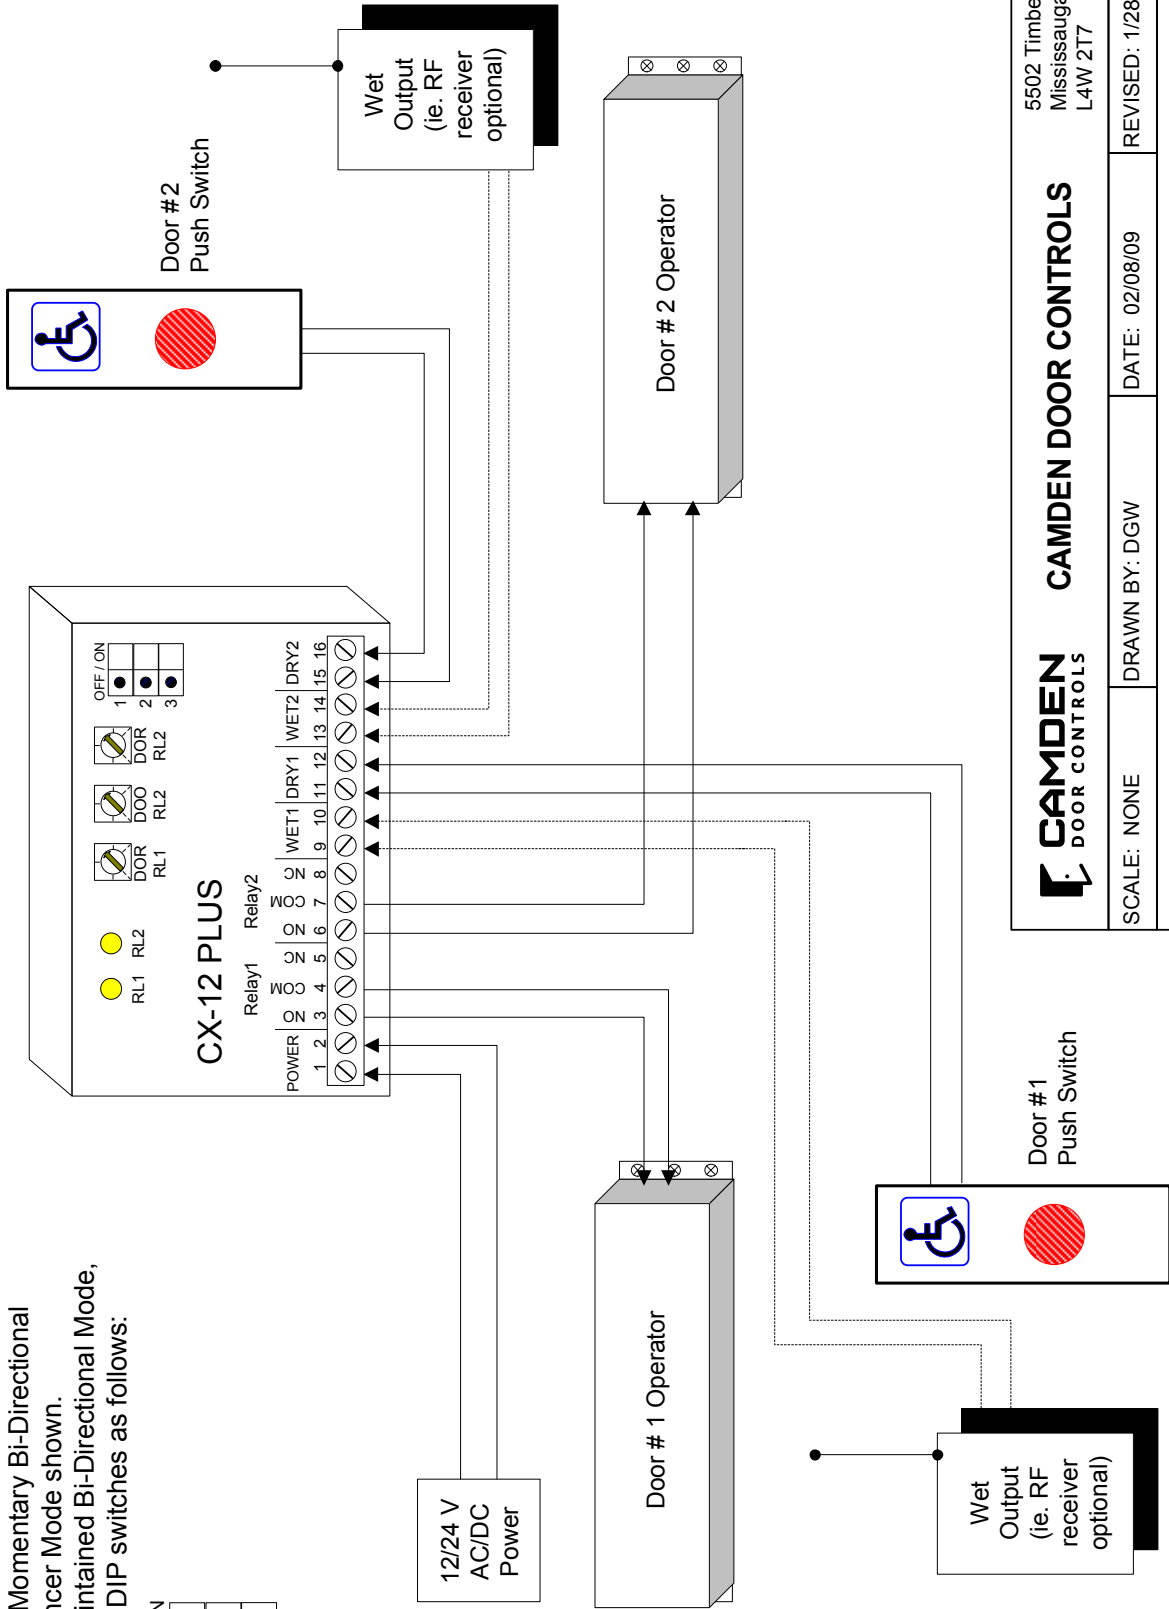 Momentary Bi-Directional
Mode shown.
Bi-Directional Mode,
DIP switches as follows:
12/24 V
AC/DC
Power
Door # 1 Operator
Wet
Output
(ie. RF
receiver
optional)
Door #1
Push Switch
CX-12 PLUS
RL1
RL2
DOR
RL1
DOO
RL2
DOR
RL2
OFF / ON
1
2
3
Relay1
Relay2
POWER
NO
COM
NC
NO
COM
NC
WET1
DRY1
WET2
DRY2
1 2 3 4 5 6 7 8 9 10 11 12 13 14 15 16
Door #2
Push Switch
Wet
Output
(ie. RF
receiver
optional)
Door # 2 Operator
CAMDEN
DOOR CONTROLS
CAMDEN DOOR CONTROLS
5502
Mississauga
L4W 2T7
SCALE: NONE
DRAWN BY: DGW
DATE: 02/08/09
REVISED: 1/28